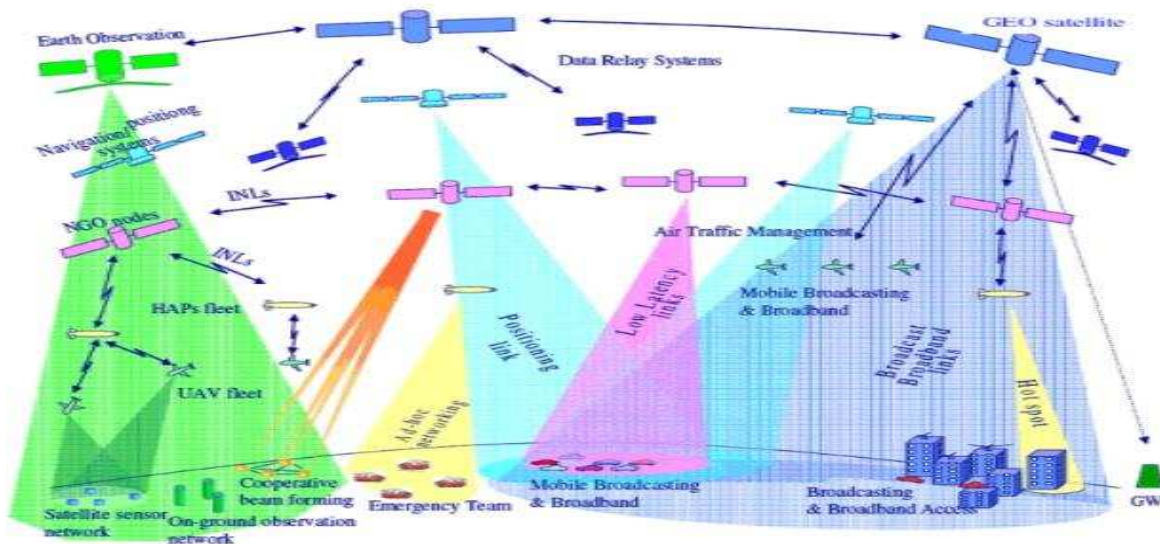 GEO satellite
Earth Observation
Data Relay Systems
Navigation/positiong
systems
INLs
NGO nodes
INLs
Air Traffic Management
HAPs fleet
Mobile Broadcasting
& Broadband
Low Latency
links
Positioning
link
Broadcast
Broadband
links
UAV fleet
Hot spot
Ad-hoc
networking
Cooperative
beam forming
Emergency Team
Mobile Broadcasting
& Broadband
Broadcasting
& Broadband Access
GW
Satellite sensor
network
On-ground observation
network